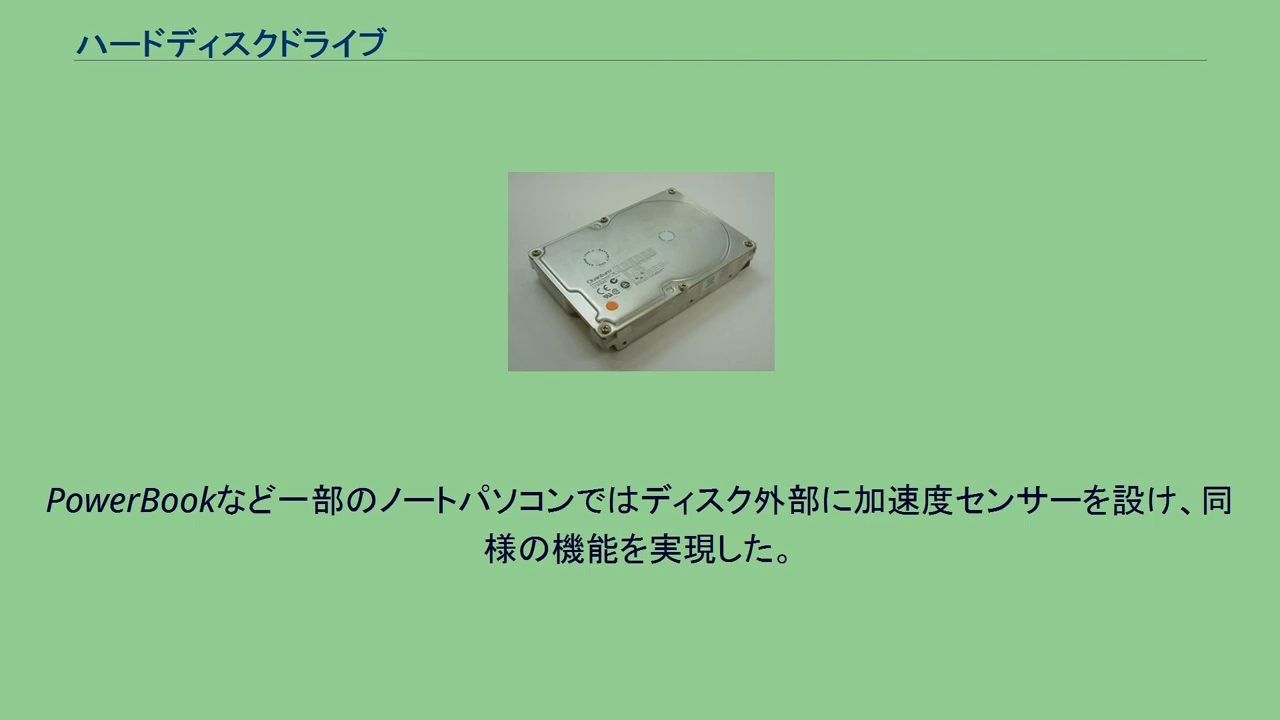 ハードディスクドライブ
Quantum
PowerBookなど一部のノートパソコンではディスク外部に加速度センサーを設け、同
様の機能を実現した。